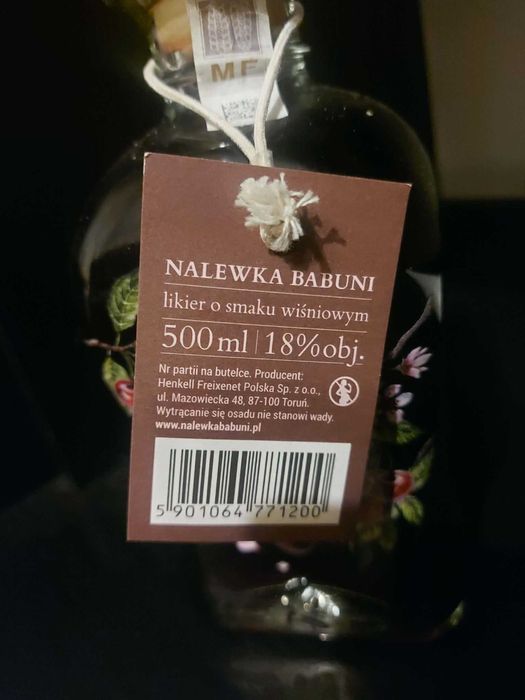 MF
NALEWKA BABUNI
likier o smaku wiśniowym
500 ml | 18% obj.
Nr partii na butelce. Producent:
Henkell Freixenet Polska Sp. z o.o.,
ul. Mazowiecka 48, 87-100 Toruń.
Wytrącanie się osadu nie stanowi wady.
www.nalewkababuni.pl
5 901064 771200